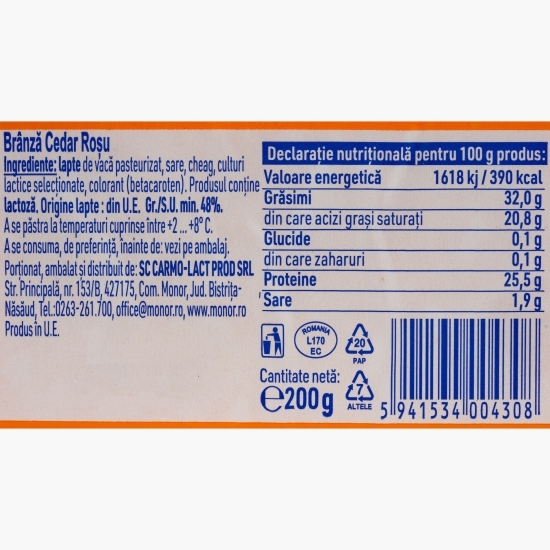 Brânză Cedar Roșu
Ingrediente: lapte de vacă pasteurizat, sare, cheag, culturi
lactice selecționate, colorant (betacaroten). Produsul conține
lactoză. Origine lapte : din U.E. Gr./S.U. min. 48%.
A se păstra la temperaturi cuprinse între +2 ... +8° C.
A se consuma, de preferință, înainte de: vezi pe ambalaj.
Porționat, ambalat și distribuit de: SC CARMO-LACT PROD SRL
Str. Principală, nr. 153/B, 427175, Com. Monor, Jud. Bistrița-
Năsăud, Tel.:0263-261.700, office@monor.ro, www.monor.ro
Produs în U.E.
Declarație nutrițională pentru 100 g produs:
Valoare energetică 1618 kj / 390 kcal
Grăsimi 32,0 g
din care acizi grași saturați 20,8 g
Glucide 0,1 g
din care zaharuri 0,1 g
Proteine 25,5 g
Sare 1,9 g
ROMANIA
L170
EC
20
PAP
Cantitate netă:
℮200g
7
ALTELE
5 941534 004308